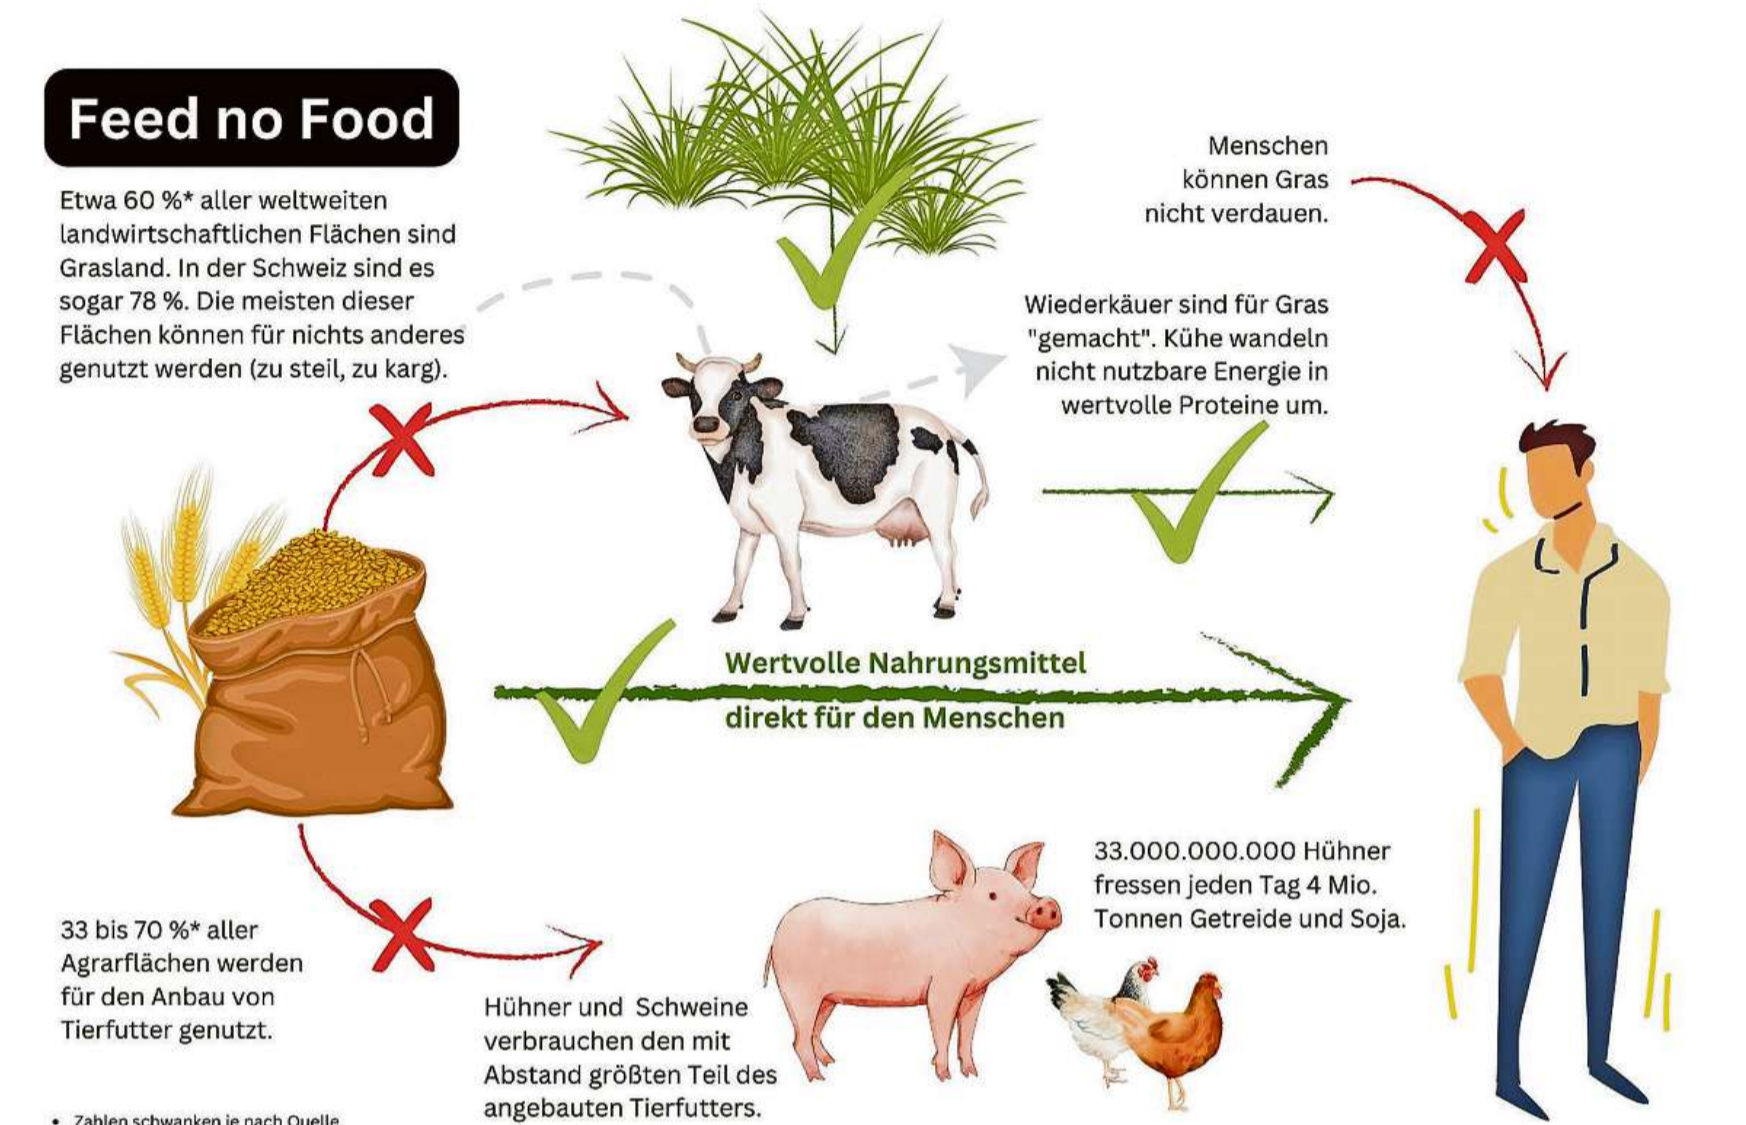 Feed no Food
Etwa 60 %* aller weltweiten
landwirtschaftlichen Flächen sind
Grasland. In der Schweiz sind es
sogar 78 %. Die meisten dieser
Flächen können für nichts anderes
genutzt werden (zu steil, zu karg).
Menschen
können Gras
nicht verdauen.
Wiederkäuer sind für Gras
"gemacht". Kühe wandeln
nicht nutzbare Energie in
wertvolle Proteine um.
Wertvolle Nahrungsmittel
direkt für den Menschen
33.000.000.000 Hühner
fressen jeden Tag 4 Mio.
Tonnen Getreide und Soja.
33 bis 70 %* aller
Agrarflächen werden
für den Anbau von
Tierfutter genutzt.
Hühner und Schweine
verbrauchen den mit
Abstand größten Teil des
angebauten Tierfutters.
• Zahlen schwanken je nach Quelle